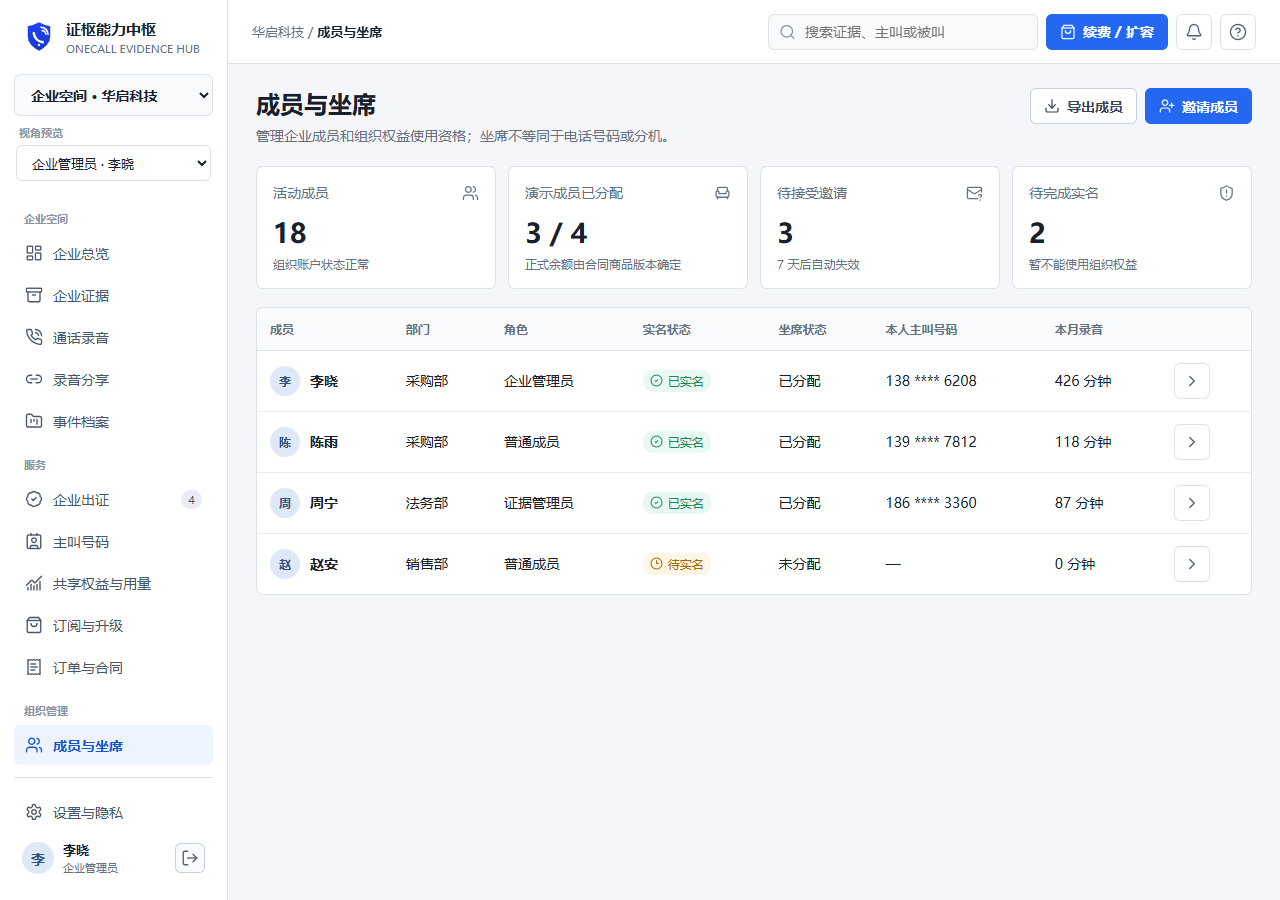 证枢能力中枢
ONECALL EVIDENCE HUB
企业空间 • 华启科技
视角预览
企业管理员 · 李晓
企业空间
企业总览
企业证据
通话录音
录音分享
事件档案
服务
企业出证 4
主叫号码
共享权益与用量
订阅与升级
订单与合同
组织管理
成员与坐席
设置与隐私
李 李晓
企业管理员
华启科技 / 成员与坐席
搜索证据、主叫或被叫
续费 / 扩容
成员与坐席
管理企业成员和组织权益使用资格；坐席不等同于电话号码或分机。
导出成员
邀请成员
活动成员
18
组织账户状态正常
演示成员已分配
3 / 4
正式余额由合同商品版本确定
待接受邀请
3
7 天后自动失效
待完成实名
2
暂不能使用组织权益
成员 部门 角色 实名状态 坐席状态 本人主叫号码 本月录音
李 李晓 采购部 企业管理员 已实名 已分配 138 **** 6208 426 分钟
陈 陈雨 采购部 普通成员 已实名 已分配 139 **** 7812 118 分钟
周 周宁 法务部 证据管理员 已实名 已分配 186 **** 3360 87 分钟
赵 赵安 销售部 普通成员 待实名 未分配 — 0 分钟